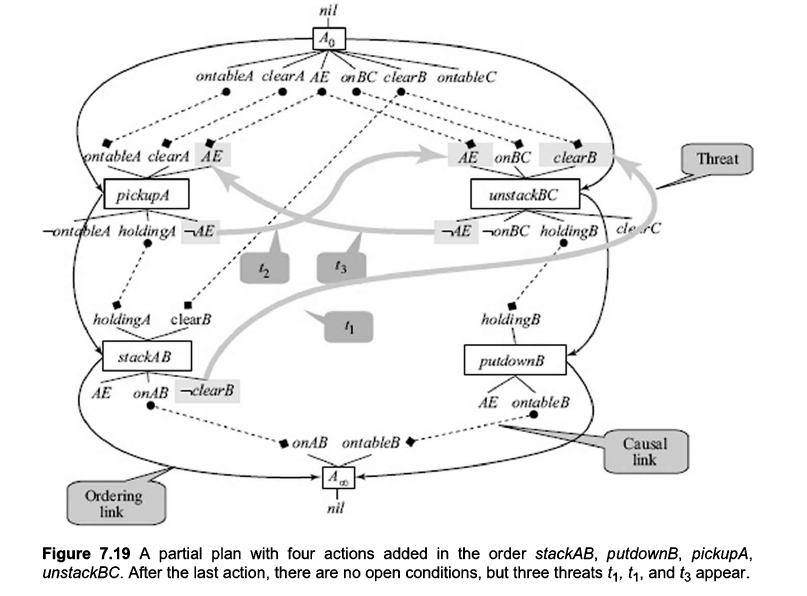 nil
A₀
ontableA clearA AE onBC clearB ontableC
ontableA clearA AE
AE onBC clearB
Threat
pickupA
unstackBC
¬ontableA holdingA ¬AE
¬AE ¬onBC holdingB clearC
t₂
t₃
t₁
holdingA clearB
holdingB
stackAB
putdownB
AE onAB ¬clearB
AE ontableB
onAB ontableB
Causal
link
A∞
Ordering
link
nil
Figure 7.19 A partial plan with four actions added in the order stackAB, putdownB, pickupA,
unstackBC. After the last action, there are no open conditions, but three threats t₁, t₁, and t₃ appear.